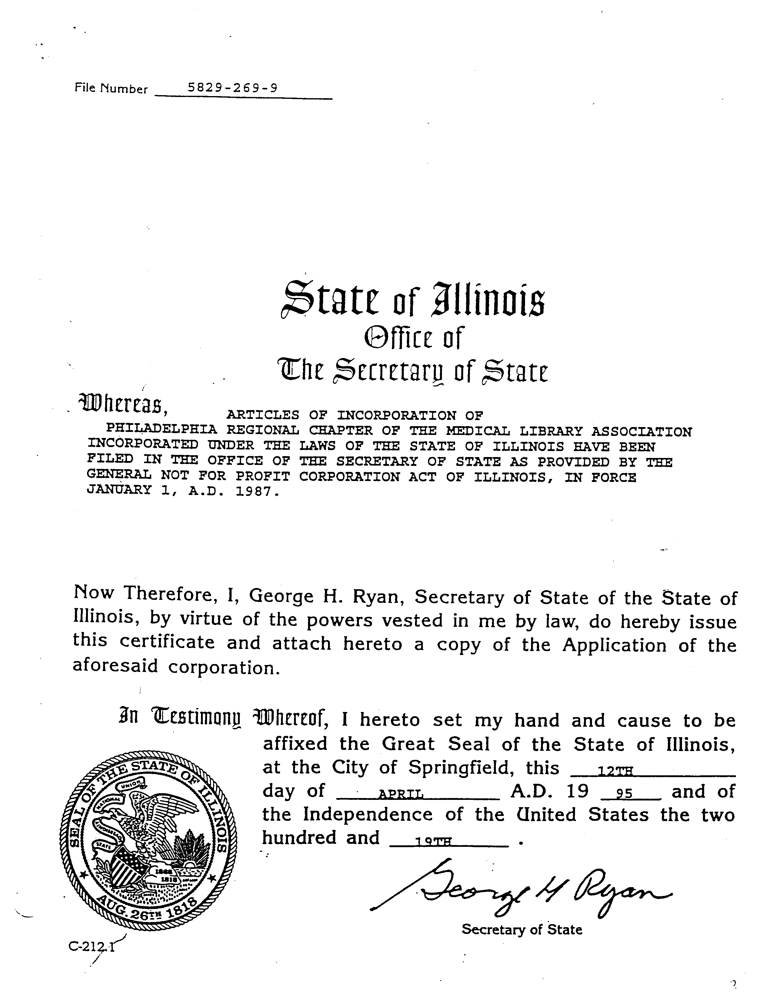 File Number 5829-269-9
State of Illinois
Office of
The Secretary of State
Whereas, ARTICLES OF INCORPORATION OF
PHILADELPHIA REGIONAL CHAPTER OF THE MEDICAL LIBRARY ASSOCIATION
INCORPORATED UNDER THE LAWS OF THE STATE OF ILLINOIS HAVE BEEN
FILED IN THE OFFICE OF THE SECRETARY OF STATE AS PROVIDED BY THE
GENERAL NOT FOR PROFIT CORPORATION ACT OF ILLINOIS, IN FORCE
JANUARY 1, A.D. 1987.
Now Therefore, I, George H. Ryan, Secretary of State of the State of
Illinois, by virtue of the powers vested in me by law, do hereby issue
this certificate and attach hereto a copy of the Application of the
aforesaid corporation.
In Testimony Whereof, I hereto set my hand and cause to be
affixed the Great Seal of the State of Illinois,
at the City of Springfield, this 12TH
day of APRIL A.D. 19 95 and of
the Independence of the United States the two
hundred and 19TH .
SEAL OF THE STATE OF ILLINOIS
UNION
NATIONAL
SOVEREIGNTY
STATE
1868
1818
AUG. 26TH 1818
George H Ryan
Secretary of State
C-212.1